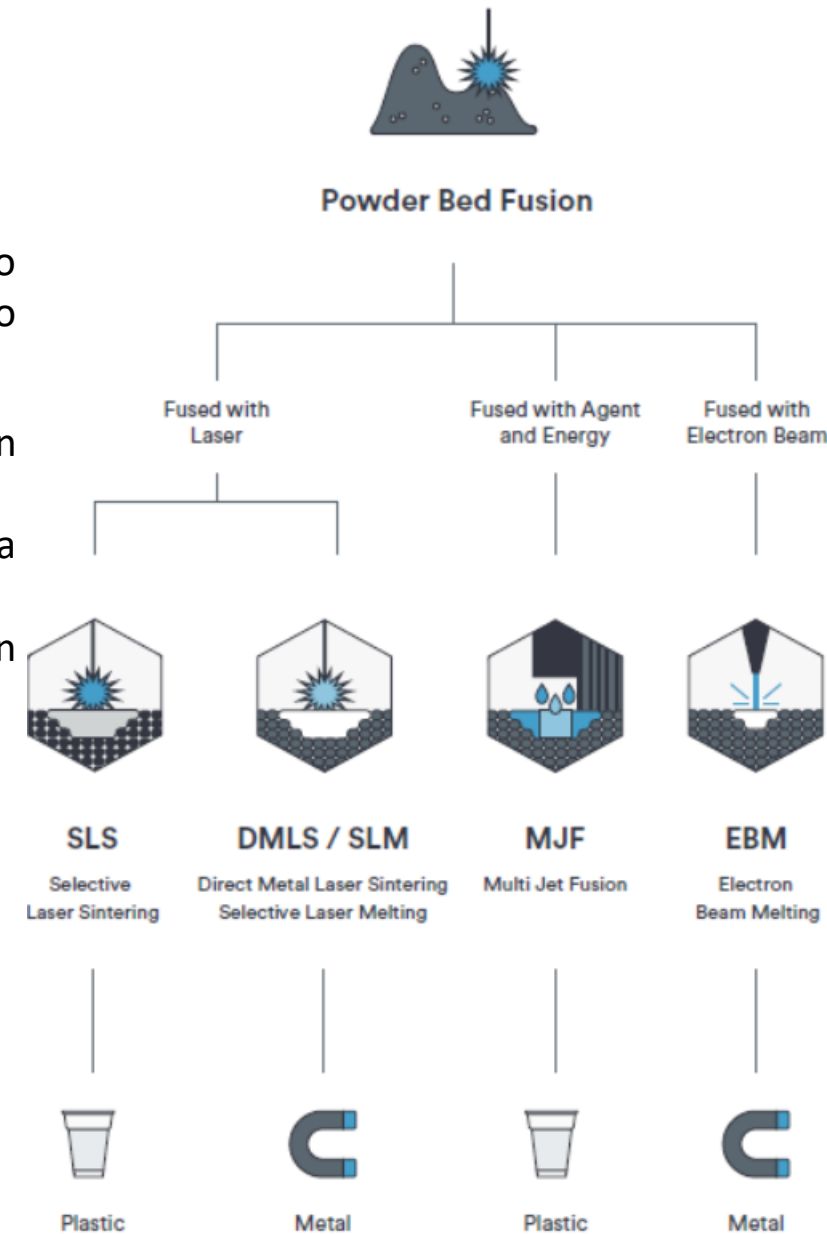 Powder Bed Fusion
o
o
n
a
n
Fused with
Laser
Fused with Agent
and Energy
Fused with
Electron Beam
SLS
Selective
Laser Sintering
DMLS / SLM
Direct Metal Laser Sintering
Selective Laser Melting
MJF
Multi Jet Fusion
EBM
Electron
Beam Melting
Plastic
Metal
Plastic
Metal